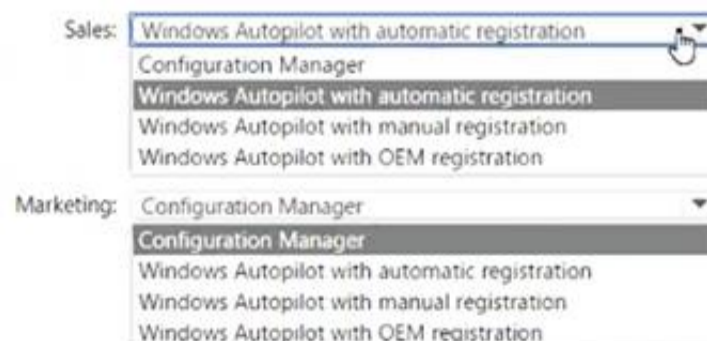 Sales: Windows Autopilot with automatic registration
Configuration Manager
Windows Autopilot with automatic registration
Windows Autopilot with manual registration
Windows Autopilot with OEM registration
Marketing: Configuration Manager
Configuration Manager
Windows Autopilot with automatic registration
Windows Autopilot with manual registration
Windows Autopilot with OEM registration